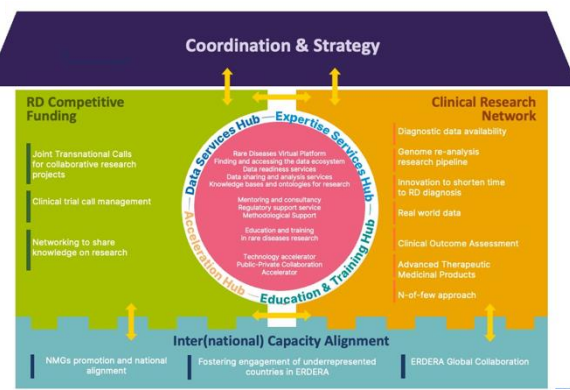 Coordination & Strategy
RD Competitive
Funding
Joint Transnational Calls
for collaborative research
projects
Clinical trial call management
Networking to share
knowledge on research
Data Services Hub
Expertise Services Hub
Acceleration Hub
Education & Training Hub
Rare Diseases Virtual Platform
Finding and accessing the data ecosystem
Data readiness services
Data sharing and analysis services
Knowledge bases and ontologies for research
Mentoring and consultancy
Regulatory support service
Methodological Support
Education and training
in rare diseases research
Technology accelerator
Public-Private Collaboration
Accelerator
Clinical Research
Network
Diagnostic data availability
Genome re-analysis
research pipeline
Innovation to shorten time
to RD diagnosis
Real world data
Clinical Outcome Assessment
Advanced Therapeutic
Medicinal Products
N-of-few approach
Inter(national) Capacity Alignment
NMGs promotion and national
alignment
Fostering engagement of underrepresented
countries in ERDERA
ERDERA Global Collaboration